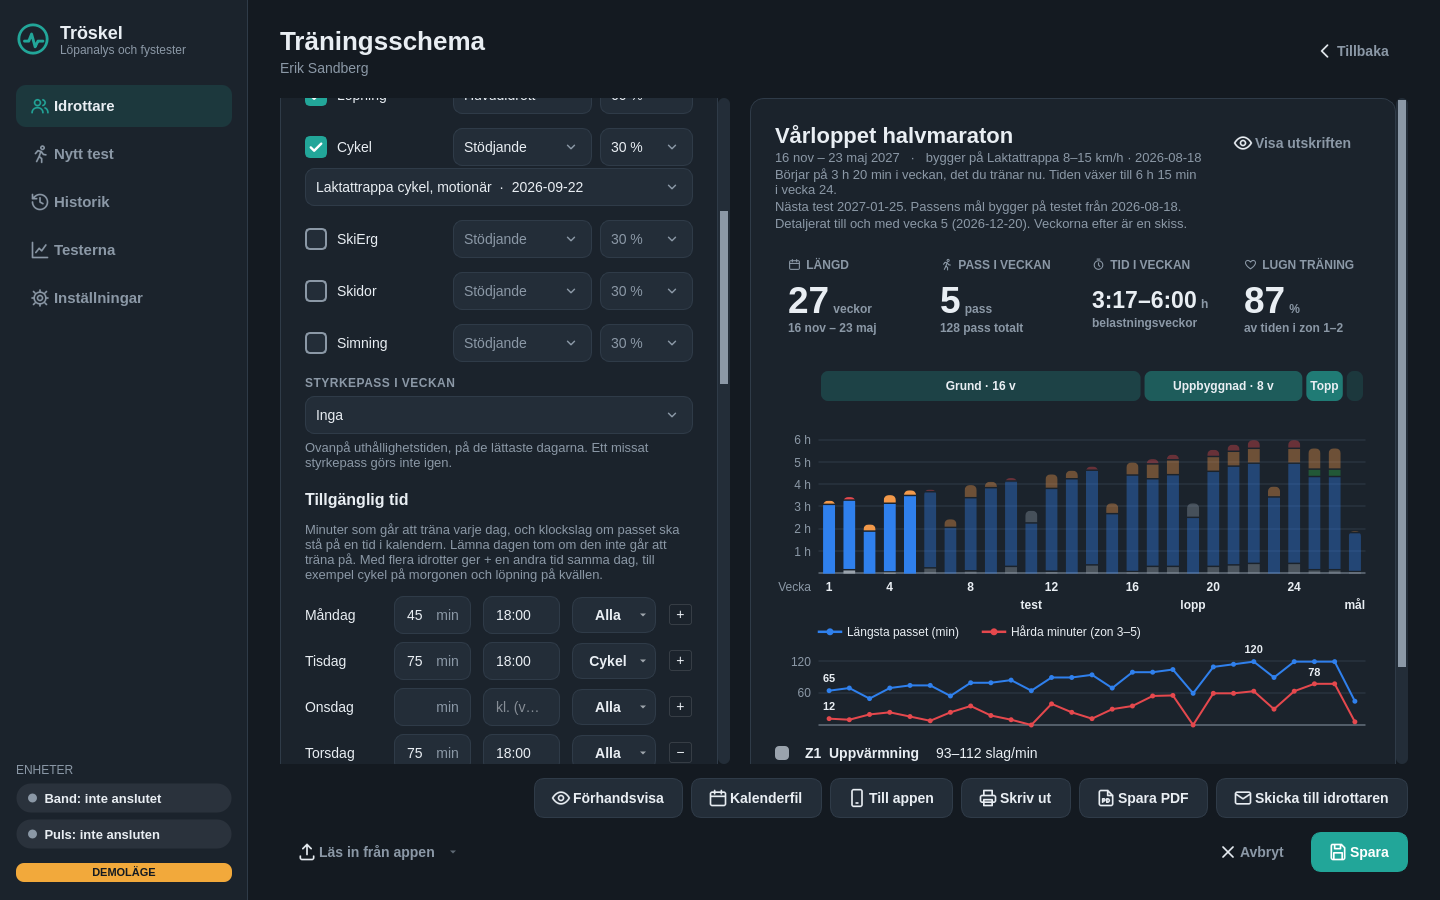 Tröskel
Löpanalys och fystester
Idrottare
Nytt test
Historik
Testerna
Inställningar
ENHETER
Band: inte anslutet
Puls: inte ansluten
DEMOLÄGE
Träningsschema
Erik Sandberg
Tillbaka
Cykel Stödjande 30 %
Laktattrappa cykel, motionär · 2026-09-22
SkiErg Stödjande 30 %
Skidor Stödjande 30 %
Simning Stödjande 30 %
STYRKEPASS I VECKAN
Inga
Ovanpå uthållighetstiden, på de lättaste dagarna. Ett missat
styrkepass görs inte igen.
Tillgänglig tid
Minuter som går att träna varje dag, och klockslag om passet ska
stå på en tid i kalendern. Lämna dagen tom om den inte går att
träna på. Med flera idrotter ger + en andra tid samma dag, till
exempel cykel på morgonen och löpning på kvällen.
Måndag 45 min 18:00 Alla +
Tisdag 75 min 18:00 Cykel +
Onsdag min kl. (v… Alla +
Torsdag 75 min 18:00 Alla −
Vårloppet halvmaraton
Visa utskriften
16 nov – 23 maj 2027 · bygger på Laktattrappa 8–15 km/h · 2026-08-18
Börjar på 3 h 20 min i veckan, det du tränar nu. Tiden växer till 6 h 15 min
i vecka 24.
Nästa test 2027-01-25. Passens mål bygger på testet från 2026-08-18.
Detaljerat till och med vecka 5 (2026-12-20). Veckorna efter är en skiss.
LÄNGD
27 veckor
16 nov – 23 maj
PASS I VECKAN
5 pass
128 pass totalt
TID I VECKAN
3:17–6:00 h
belastningsveckor
LUGN TRÄNING
87 %
av tiden i zon 1–2
Grund · 16 v Uppbyggnad · 8 v Topp
6 h
5 h
4 h
3 h
2 h
1 h
Vecka 1 4 8 12 16 20 24
test lopp mål
Längsta passet (min) Hårda minuter (zon 3–5)
120
60
65
12
120
78
Z1 Uppvärmning 93–112 slag/min
Förhandsvisa
Kalenderfil
Till appen
Skriv ut
Spara PDF
Skicka till idrottaren
Läs in från appen
Avbryt
Spara